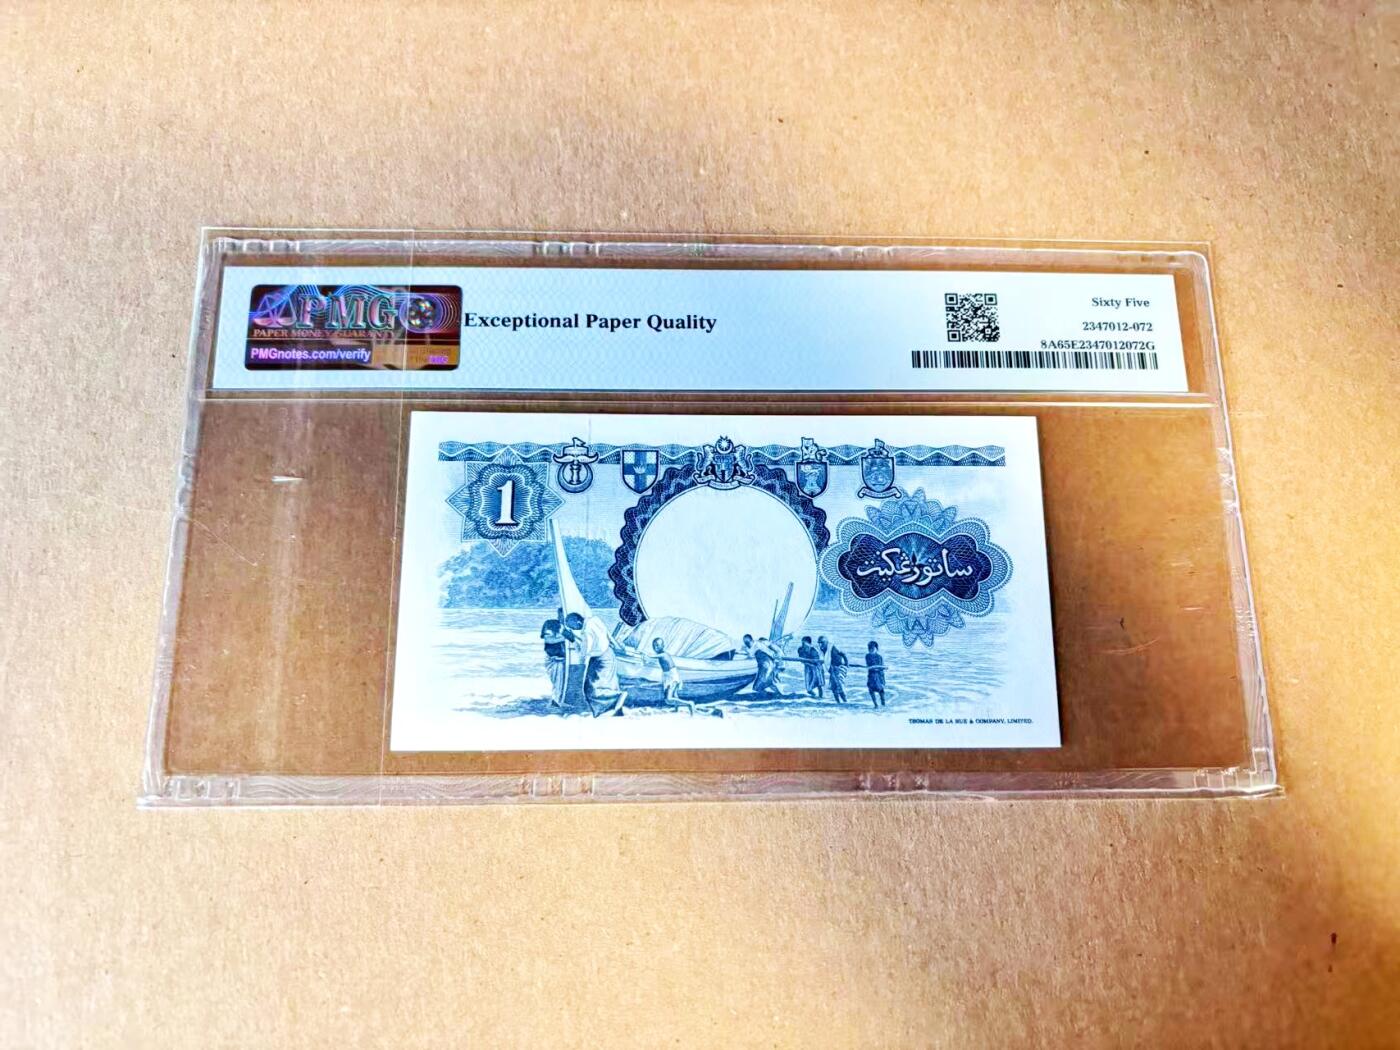 PMG
PAPER MONEY GUARANTY
PMGnotes.com/verify
Exceptional Paper Quality
Sixty Five
2347012-072
8A65E2347012072G
1
ساتو رڠݢيت
THOMAS DE LA RUE & COMPANY, LIMITED.